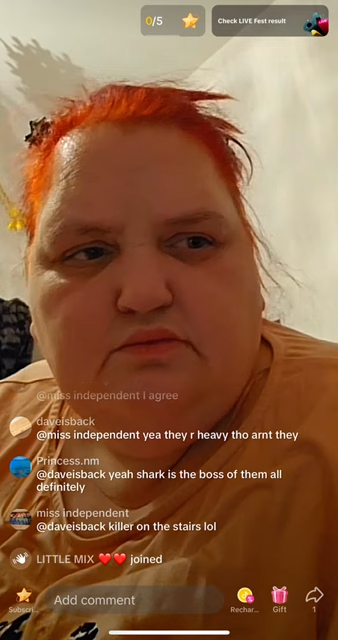 0/5
Check LIVE Fest result
@miss independent I agree
daveisback
@miss independent yea they r heavy tho arnt they
Princess.nm
@daveisback yeah shark is the boss of them all
definitely
miss independent
@daveisback killer on the stairs lol
LITTLE MIX ❤️❤️ joined
Subscri...
Add comment
Rechar...
Gift
1